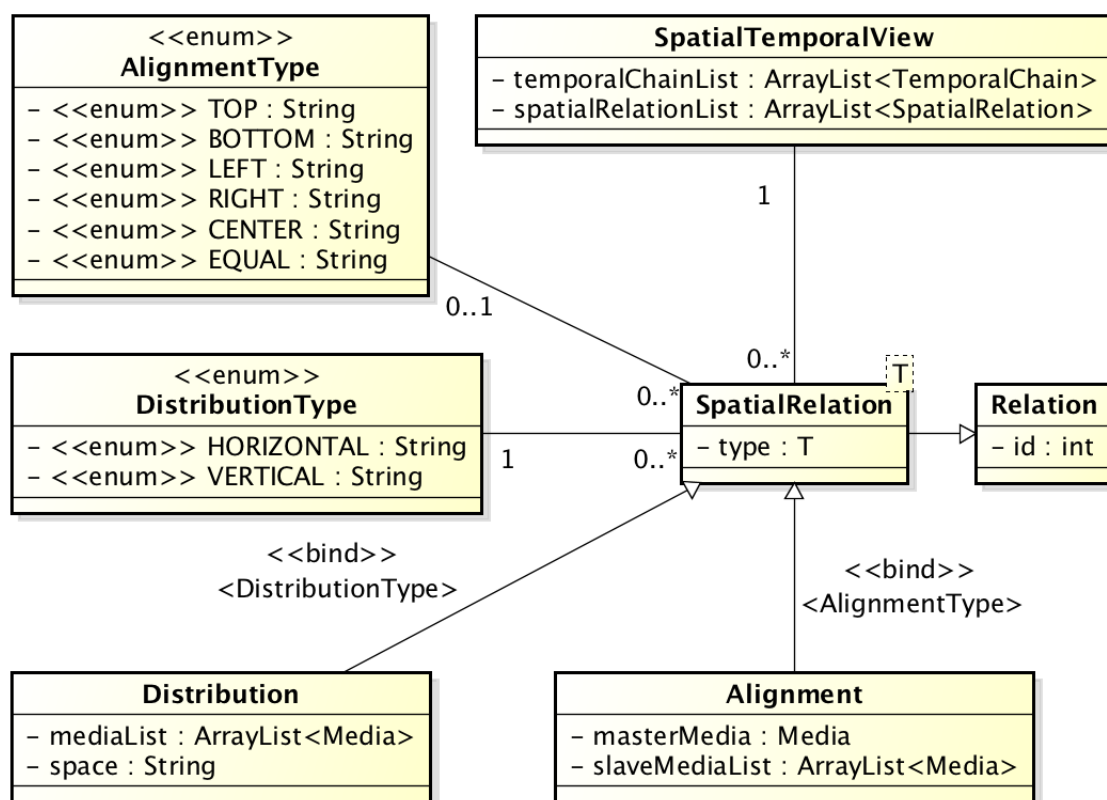 <<enum>>
AlignmentType
– <<enum>> TOP : String
– <<enum>> BOTTOM : String
– <<enum>> LEFT : String
– <<enum>> RIGHT : String
– <<enum>> CENTER : String
– <<enum>> EQUAL : String
SpatialTemporalView
– temporalChainList : ArrayList<TemporalChain>
– spatialRelationList : ArrayList<SpatialRelation>
1
0..*
0..1
0..*
<<enum>>
DistributionType
– <<enum>> HORIZONTAL : String
– <<enum>> VERTICAL : String
1
0..*
T
SpatialRelation
– type : T
Relation
– id : int
<<bind>>
<DistributionType>
<<bind>>
<AlignmentType>
Distribution
– mediaList : ArrayList<Media>
– space : String
Alignment
– masterMedia : Media
– slaveMediaList : ArrayList<Media>